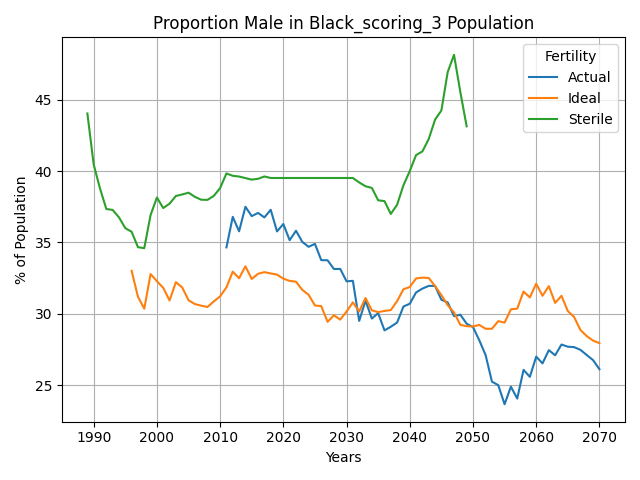 Proportion Male in Black_scoring_3 Population
% of Population
45
40
35
30
25
Fertility
Actual
Ideal
Sterile
1990 2000 2010 2020 2030 2040 2050 2060 2070
Years